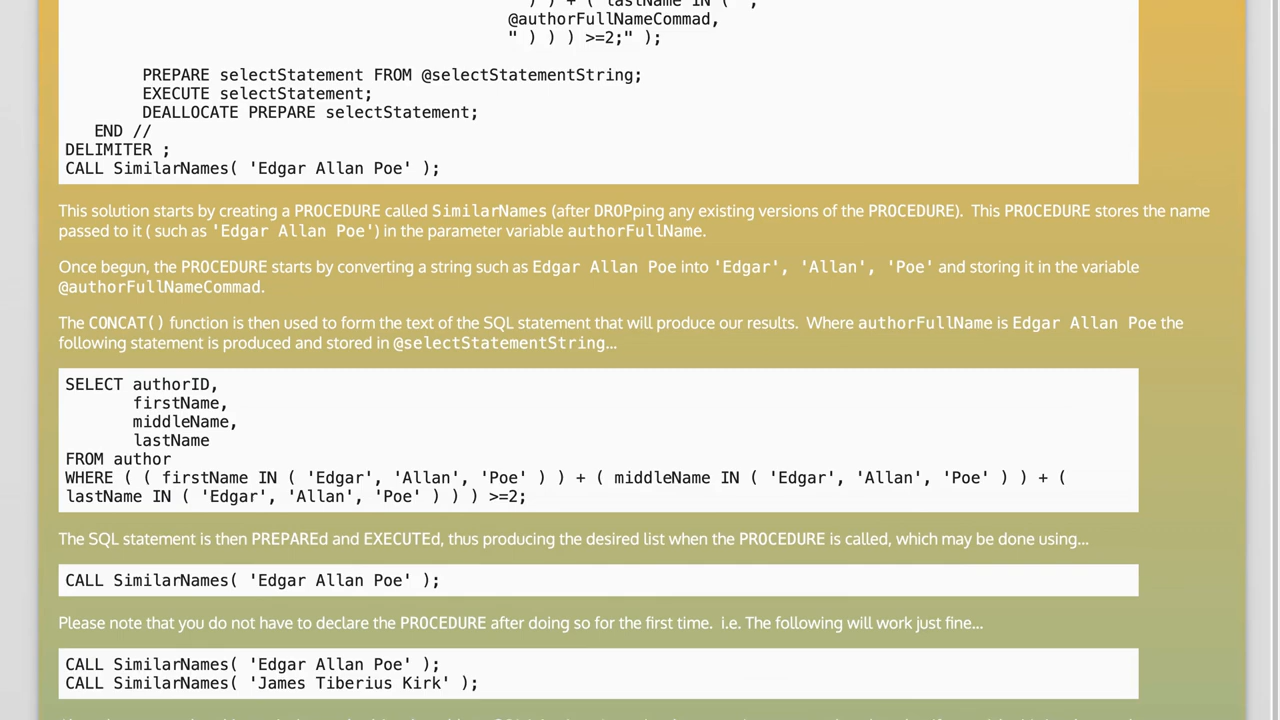 ) ) + ( lastName IN ( ",
@authorFullNameCommad,
" ) ) ) >=2;" );
PREPARE selectStatement FROM @selectStatementString;
EXECUTE selectStatement;
DEALLOCATE PREPARE selectStatement;
END //
DELIMITER ;
CALL SimilarNames( 'Edgar Allan Poe' );
This solution starts by creating a PROCEDURE called SimilarNames (after DROPping any existing versions of the PROCEDURE). This PROCEDURE stores the name
passed to it ( such as 'Edgar Allan Poe') in the parameter variable authorFullName.
Once begun, the PROCEDURE starts by converting a string such as Edgar Allan Poe into 'Edgar', 'Allan', 'Poe' and storing it in the variable
@authorFullNameCommad.
The CONCAT() function is then used to form the text of the SQL statement that will produce our results. Where authorFullName is Edgar Allan Poe the
following statement is produced and stored in @selectStatementString...
SELECT authorID,
firstName,
middleName,
lastName
FROM author
WHERE ( ( firstName IN ( 'Edgar', 'Allan', 'Poe' ) ) + ( middleName IN ( 'Edgar', 'Allan', 'Poe' ) ) + (
lastName IN ( 'Edgar', 'Allan', 'Poe' ) ) ) >=2;
The SQL statement is then PREPAREd and EXECUTEd, thus producing the desired list when the PROCEDURE is called, which may be done using...
CALL SimilarNames( 'Edgar Allan Poe' );
Please note that you do not have to declare the PROCEDURE after doing so for the first time. i.e. The following will work just fine...
CALL SimilarNames( 'Edgar Allan Poe' );
CALL SimilarNames( 'James Tiberius Kirk' );